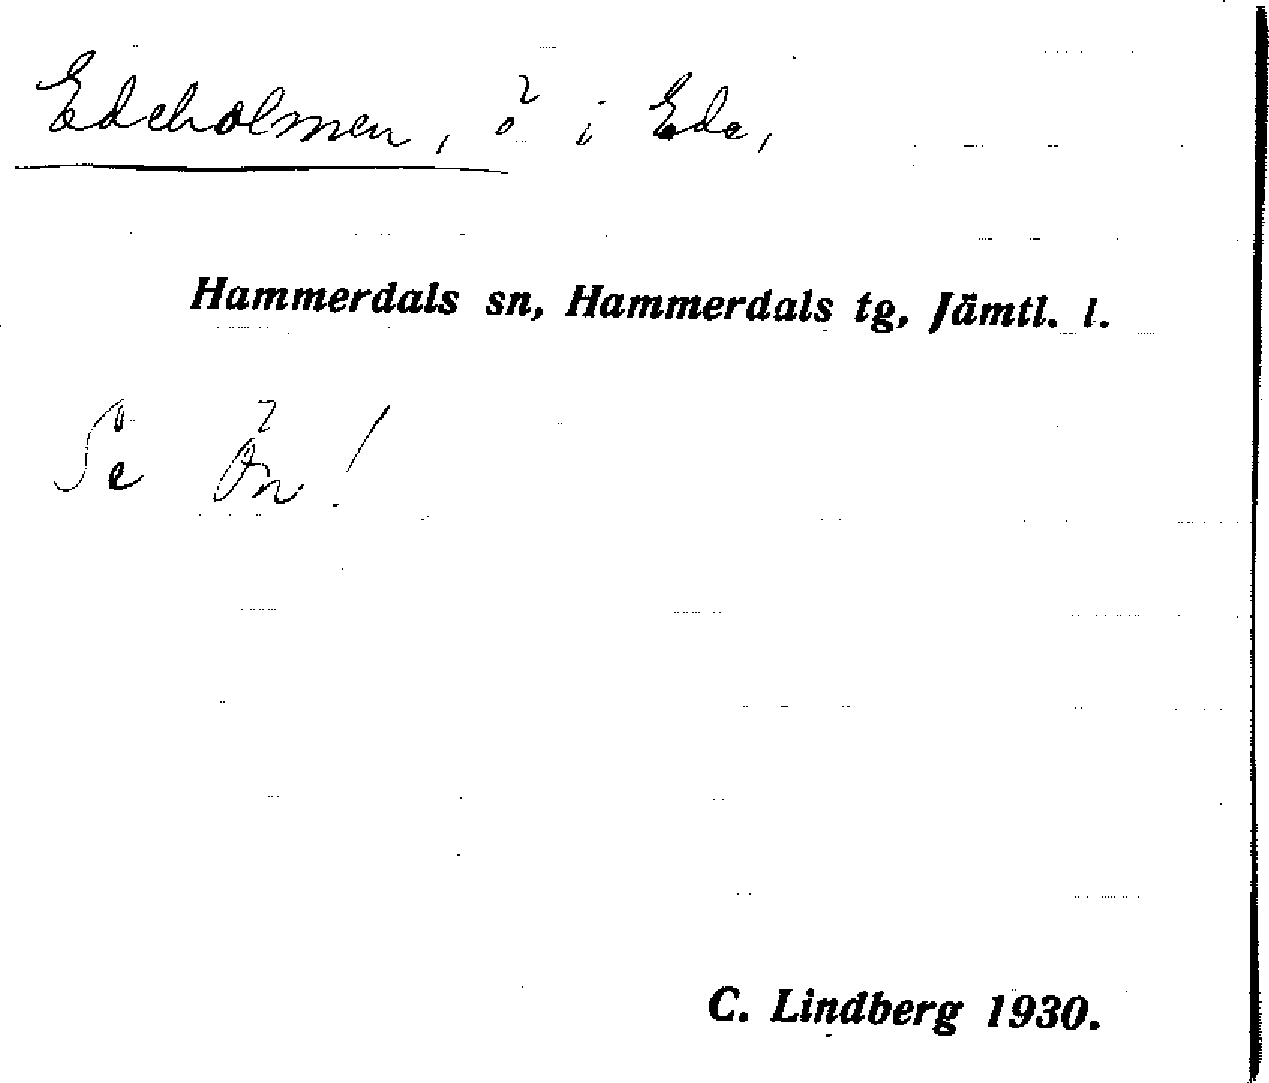 Edeholmen, ö i Ede,
Hammerdals sn, Hammerdals tg, Jämtl. l.
Se Ön!
C. Lindberg 1930.